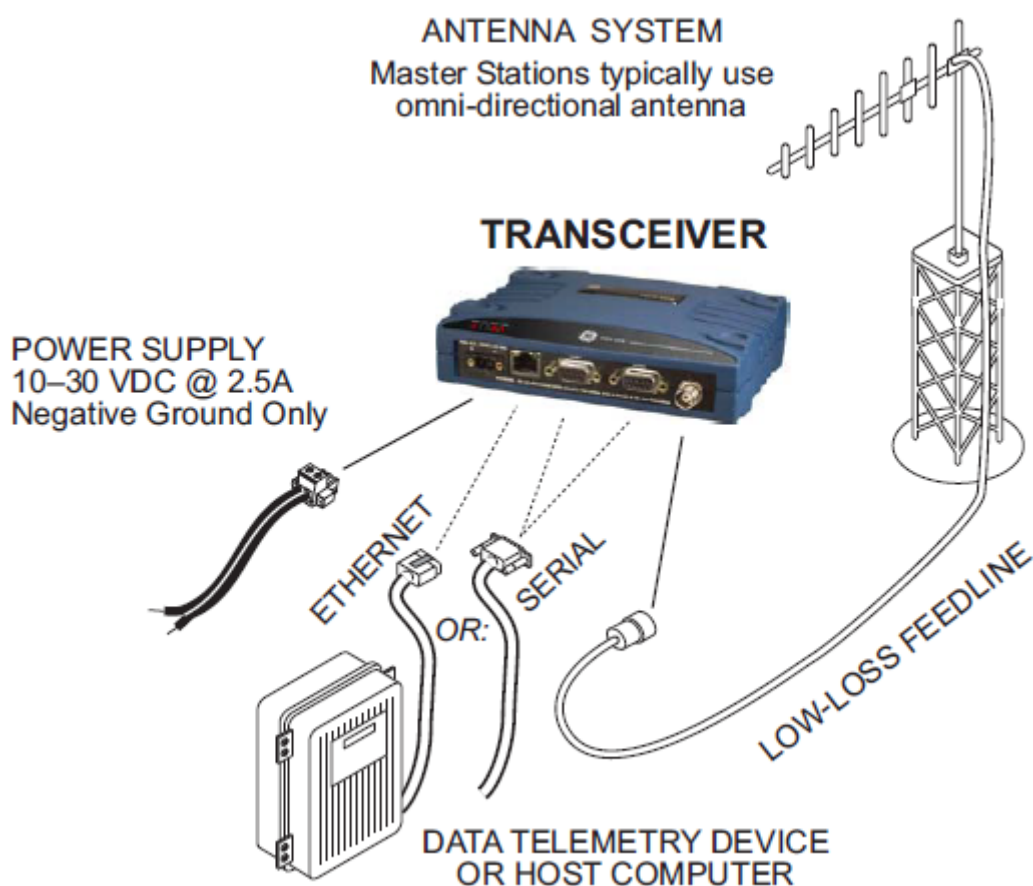 ANTENNA SYSTEM
Master Stations typically use
omni-directional antenna
TRANSCEIVER
POWER SUPPLY
10–30 VDC @ 2.5A
Negative Ground Only
ETHERNET
OR:
SERIAL
LOW-LOSS FEEDLINE
DATA TELEMETRY DEVICE
OR HOST COMPUTER